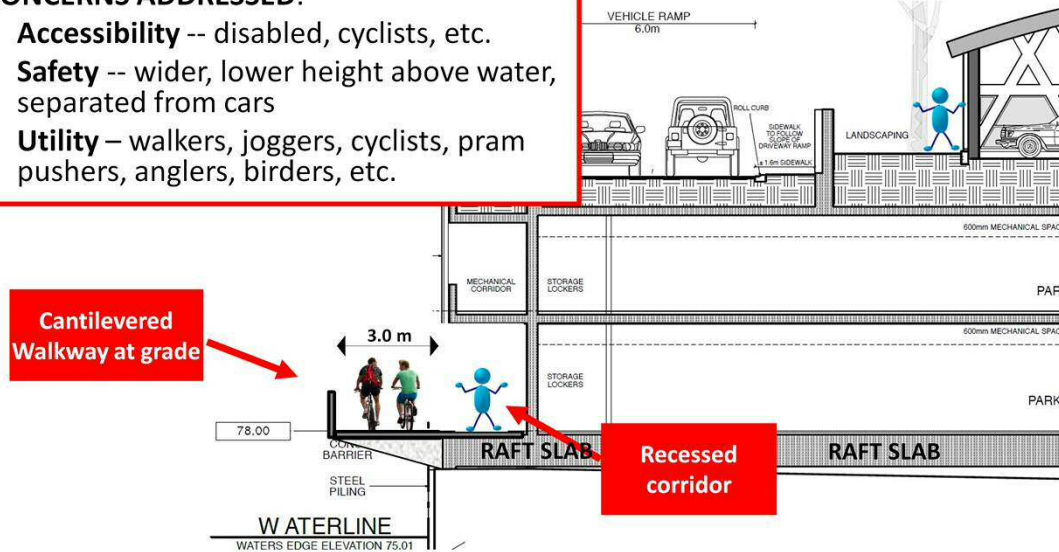 CONCERNS ADDRESSED:
Accessibility -- disabled, cyclists, etc.
Safety -- wider, lower height above water,
separated from cars
Utility – walkers, joggers, cyclists, pram
pushers, anglers, birders, etc.
VEHICLE RAMP
6.0m
ROLL CURB
SIDEWALK
TO FOLLOW
SLOPE OF
DRIVEWAY RAMP
1.6m SIDEWALK
LANDSCAPING
600mm MECHANICAL SPAC
MECHANICAL
CORRIDOR
STORAGE
LOCKERS
PAR
Cantilevered
Walkway at grade
3.0 m
600mm MECHANICAL SPAC
STORAGE
LOCKERS
PARK
78.00
CON
BARRIER
RAFT SLAB
Recessed
corridor
RAFT SLAB
STEEL
PILING
W ATERLINE
WATERS EDGE ELEVATION 75.01